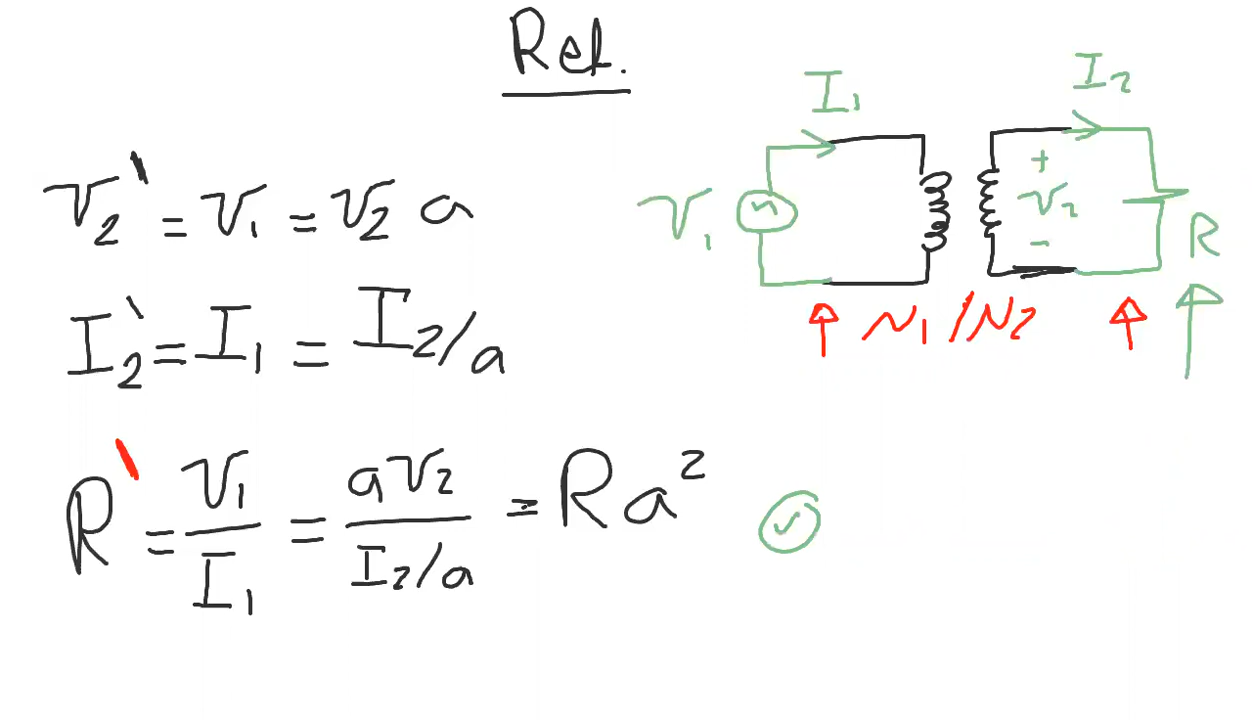 Ref.
V₂' = V₁ = V₂ a
I₂' = I₁ = I₂/a
R' = V₁/I₁ = aV₂/(I₂/a) = Ra²
I₁
I₂
V₁
+
V₂
-
R
N₁/N₂